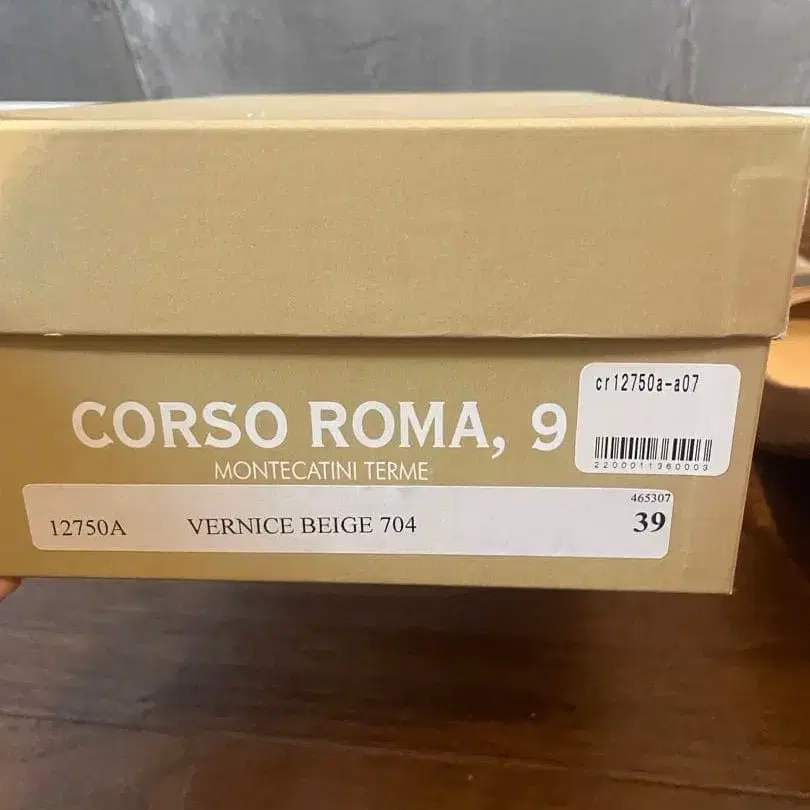 CORSO ROMA, 9
MONTECATINI TERME
cr12750a-a07
2200011360003
465307
12750A VERNICE BEIGE 704 39